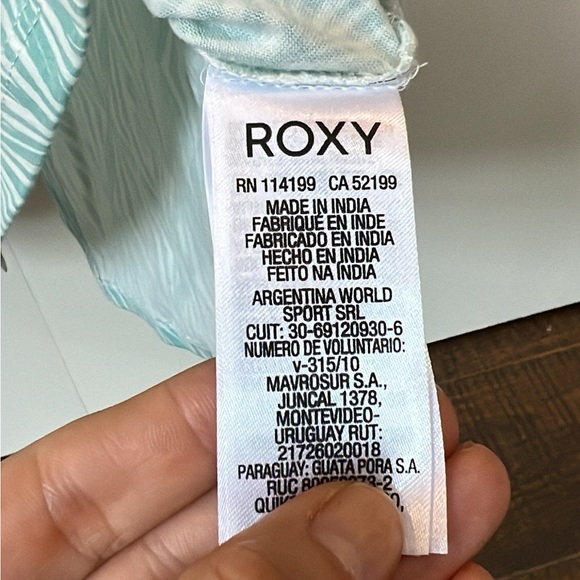 ROXY
RN 114199 CA 52199
MADE IN INDIA
FABRIQUÉ EN INDE
FABRICADO EN INDIA
HECHO EN INDIA
FEITO NA ÍNDIA
ARGENTINA WORLD
SPORT SRL
CUIT: 30-69120930-6
NUMERO DE VOLUNTARIO:
v-315/10
MAVROSUR S.A.,
JUNCAL 1378,
MONTEVIDEO-
URUGUAY RUT:
21726020018
PARAGUAY: GUATA PORA S.A.
RUC